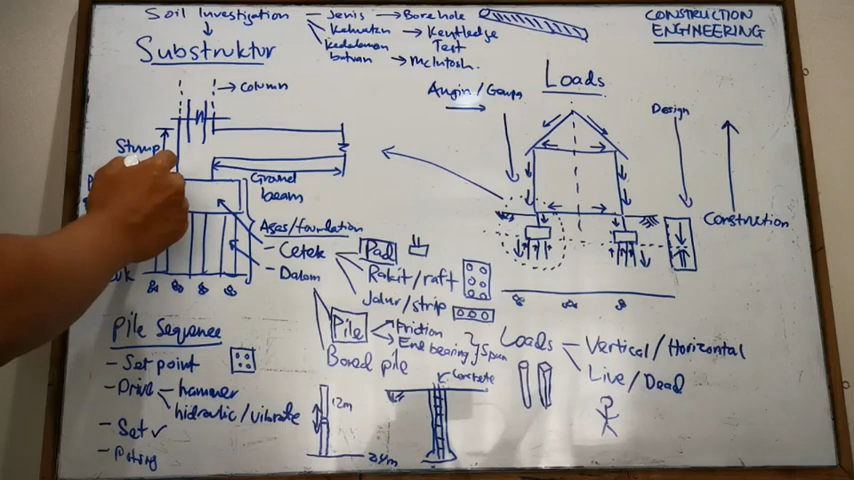 Soil Investigation - Jenis → Borehole
Kekuatan → Kentledge Test
Kedalaman batuan → McIntosh.
CONSTRUCTION
ENGINEERING
Substruktur
Column
Stump
Ground
beam
Asas/foundation
- Cetek
- Dalam
Pad
Rakit/raft
Jalur/strip
Pile
Friction
End bearing
Spun
Bored pile
Concrete
12m
Loads
Angin/Gempa
Design
Construction
Loads
Vertical/Horizontal
Live/Dead
Pile Sequence
- Set point
- Drive - hammer
hidraulic/vibrate
- Set ✓